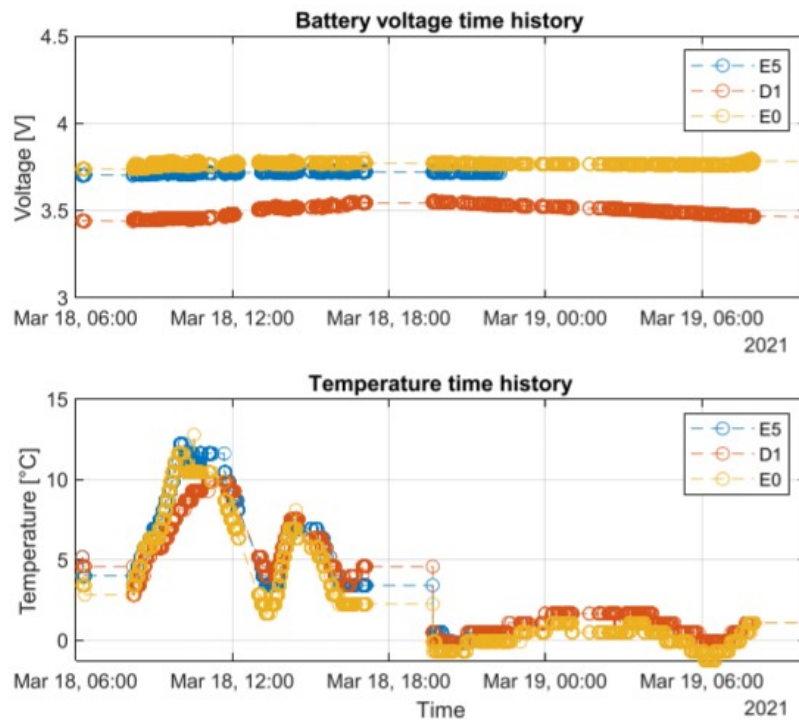 Battery voltage time history
4.5
4
3.5
3
Voltage [V]
E5
D1
E0
Mar 18, 06:00 Mar 18, 12:00 Mar 18, 18:00 Mar 19, 00:00 Mar 19, 06:00
2021
Temperature time history
15
10
5
0
Temperature [°C]
E5
D1
E0
Mar 18, 06:00 Mar 18, 12:00 Mar 18, 18:00 Mar 19, 00:00 Mar 19, 06:00
Time
2021